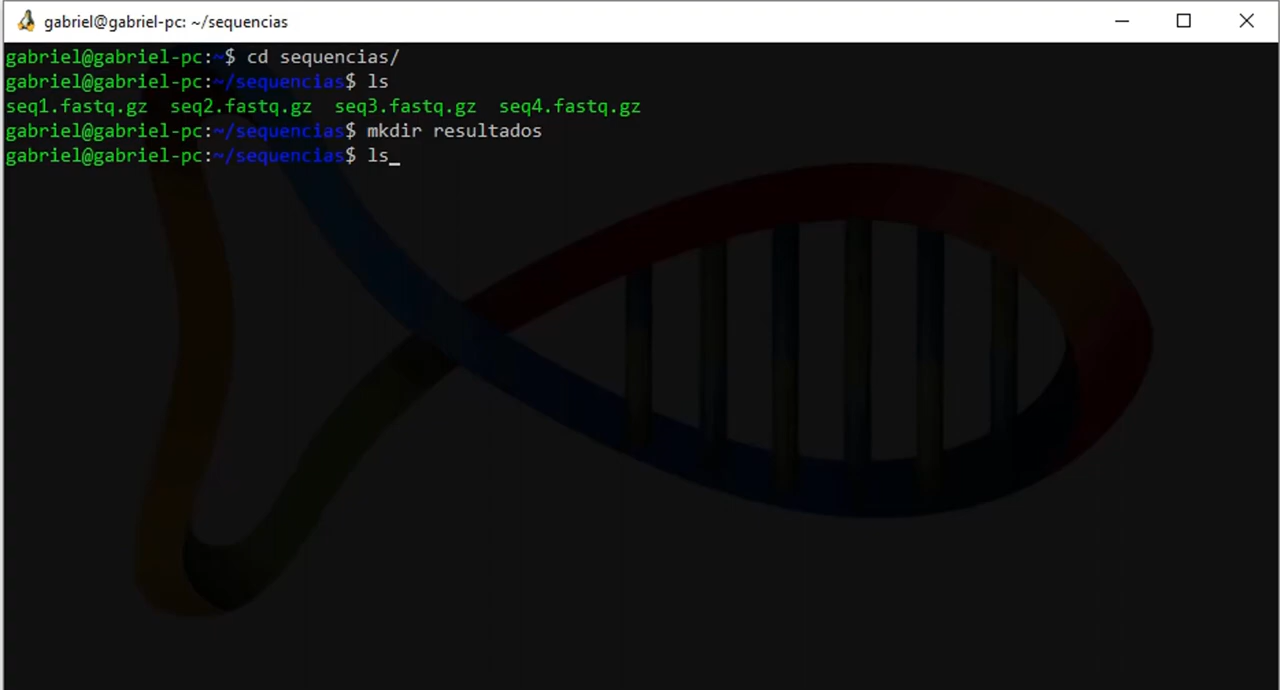 gabriel@gabriel-pc: ~/sequencias
gabriel@gabriel-pc:~$ cd sequencias/
gabriel@gabriel-pc:~/sequencias$ ls
seq1.fastq.gz  seq2.fastq.gz  seq3.fastq.gz  seq4.fastq.gz
gabriel@gabriel-pc:~/sequencias$ mkdir resultados
gabriel@gabriel-pc:~/sequencias$ ls_